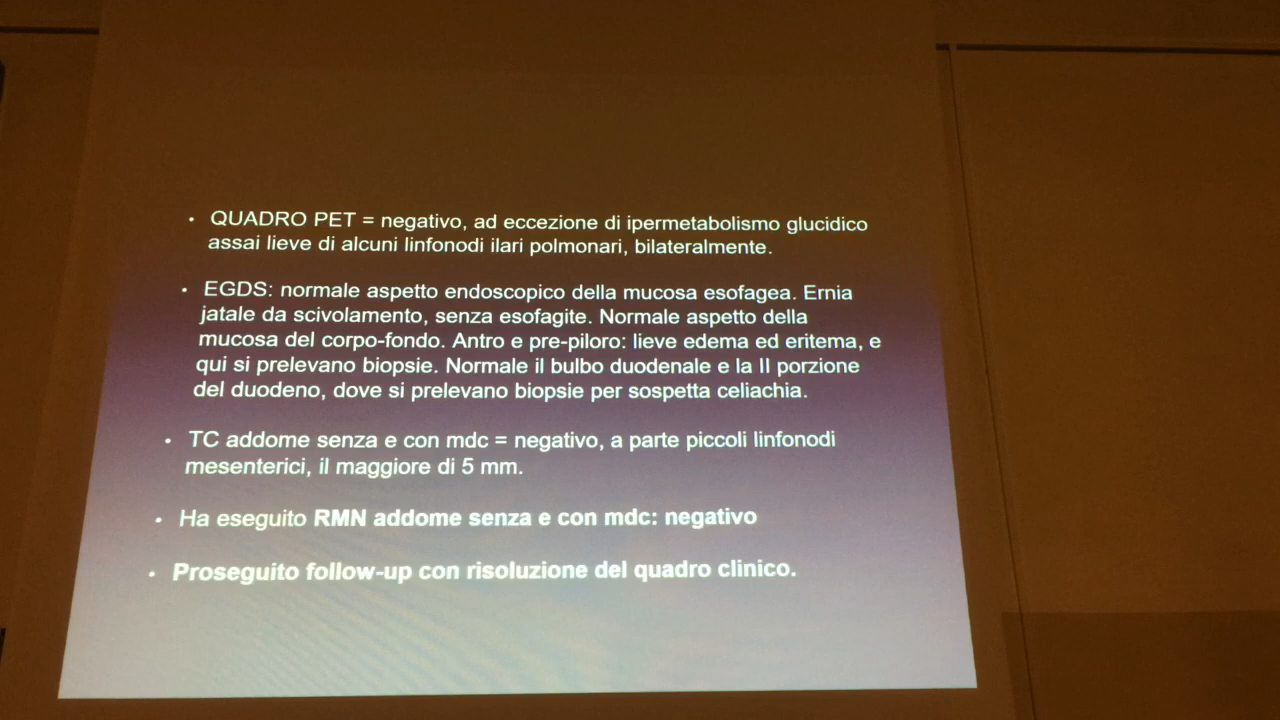 • QUADRO PET = negativo, ad eccezione di ipermetabolismo glucidico
assai lieve di alcuni linfonodi ilari polmonari, bilateralmente.
• EGDS: normale aspetto endoscopico della mucosa esofagea. Ernia
jatale da scivolamento, senza esofagite. Normale aspetto della
mucosa del corpo-fondo. Antro e pre-piloro: lieve edema ed eritema, e
qui si prelevano biopsie. Normale il bulbo duodenale e la II porzione
del duodeno, dove si prelevano biopsie per sospetta celiachia.
• TC addome senza e con mdc = negativo, a parte piccoli linfonodi
mesenterici, il maggiore di 5 mm.
• Ha eseguito RMN addome senza e con mdc: negativo
• Proseguito follow-up con risoluzione del quadro clinico.